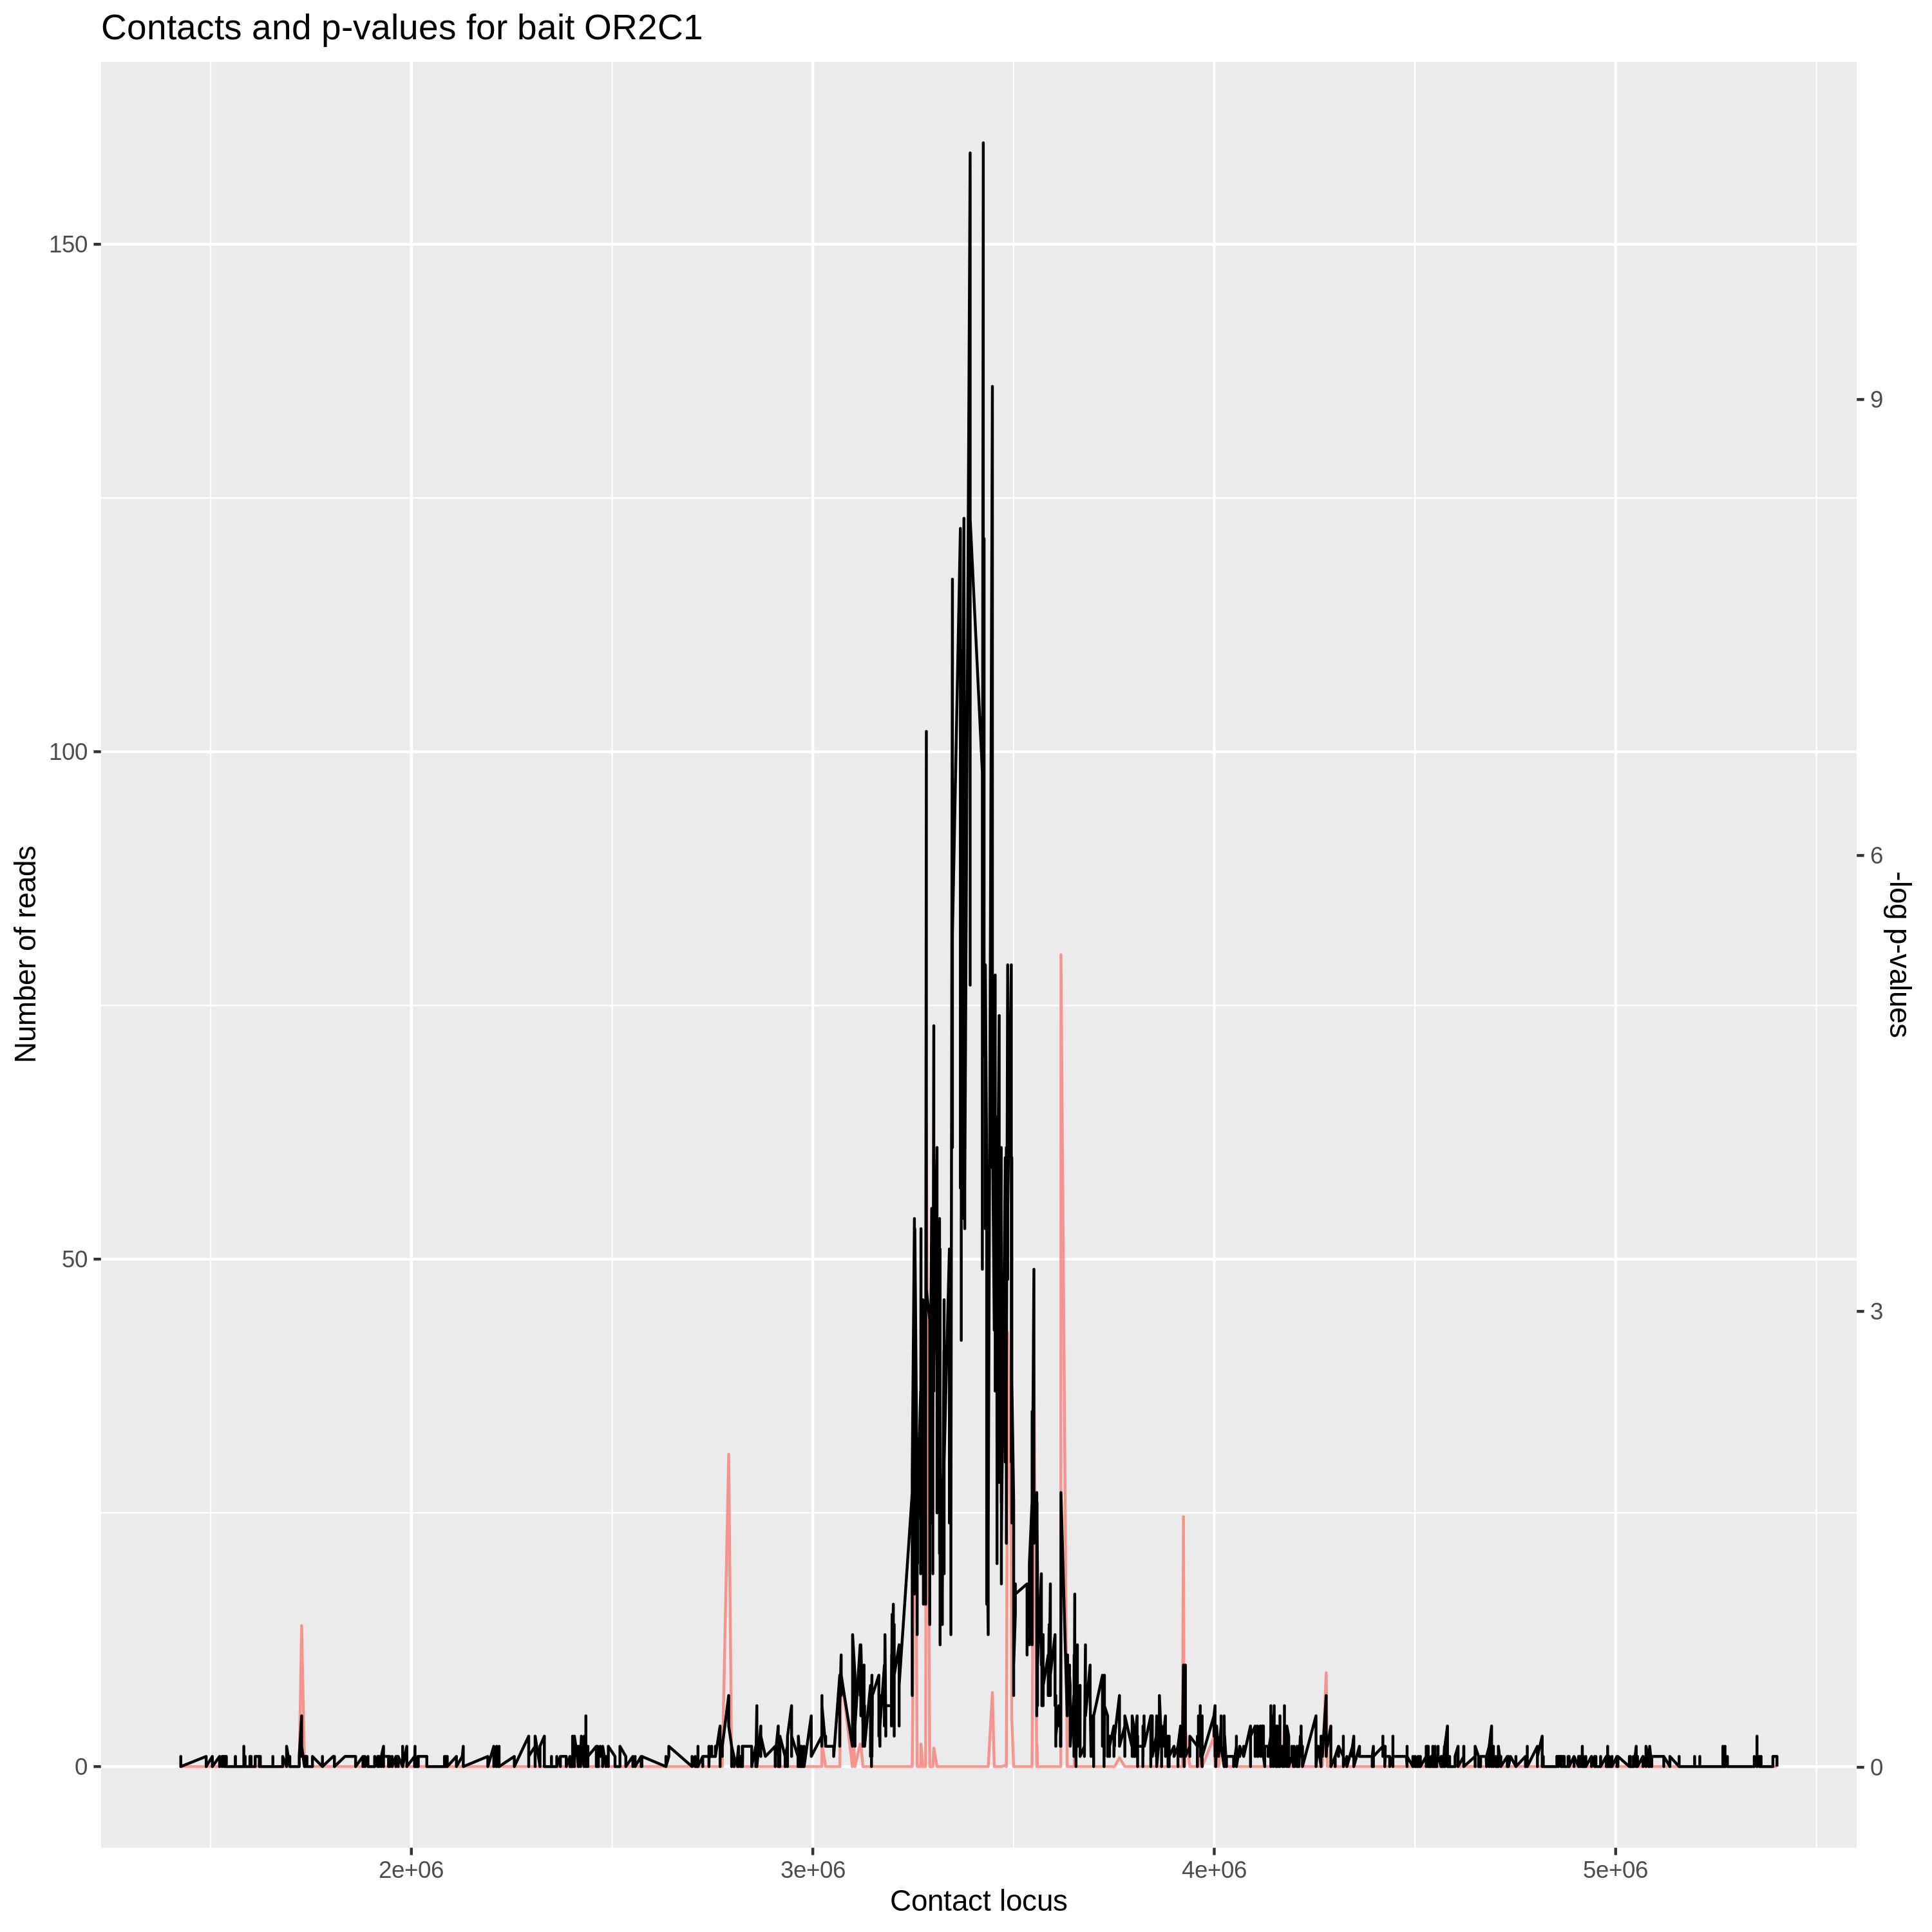 Contacts and p-values for bait OR2C1
150
100
50
0
Number of reads
9
6
3
0
-log p-values
2e+06
3e+06
4e+06
5e+06
Contact locus